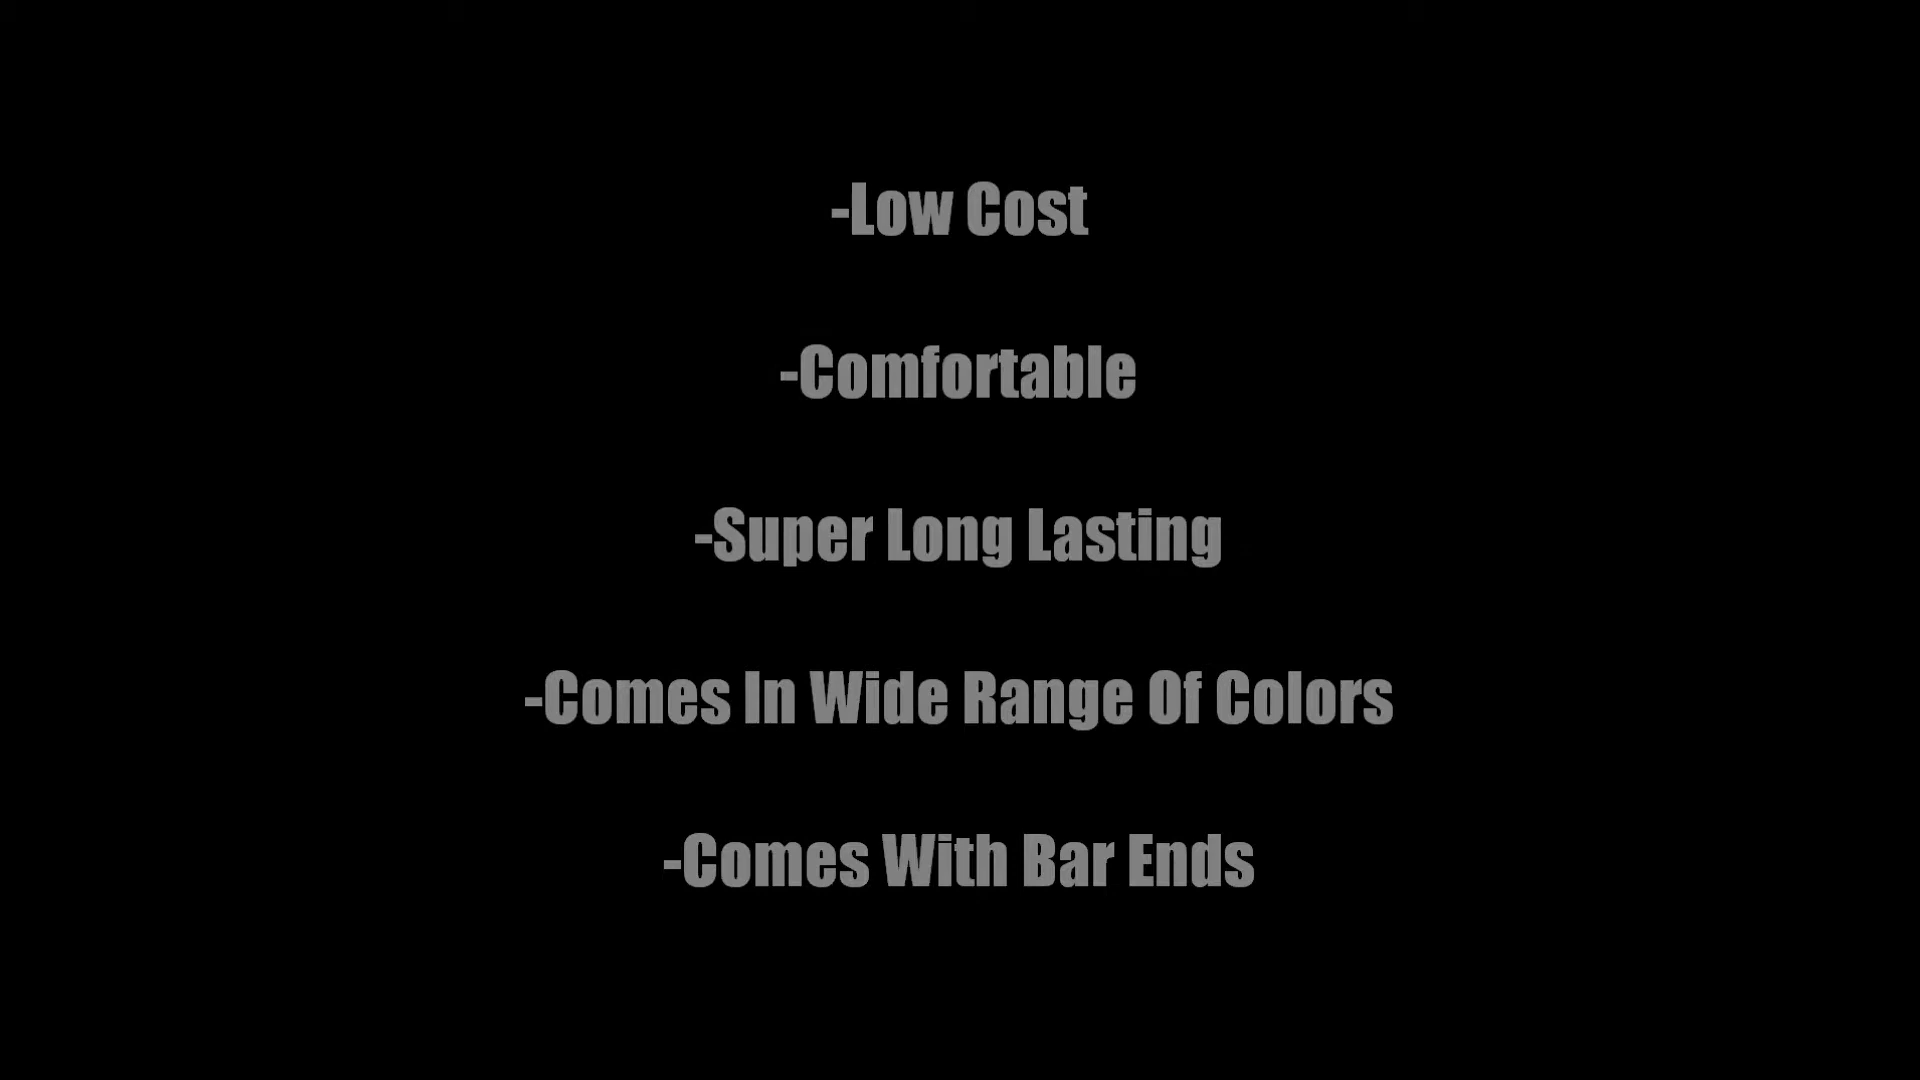 -Low Cost
-Comfortable
-Super Long Lasting
-Comes In Wide Range Of Colors
-Comes With Bar Ends